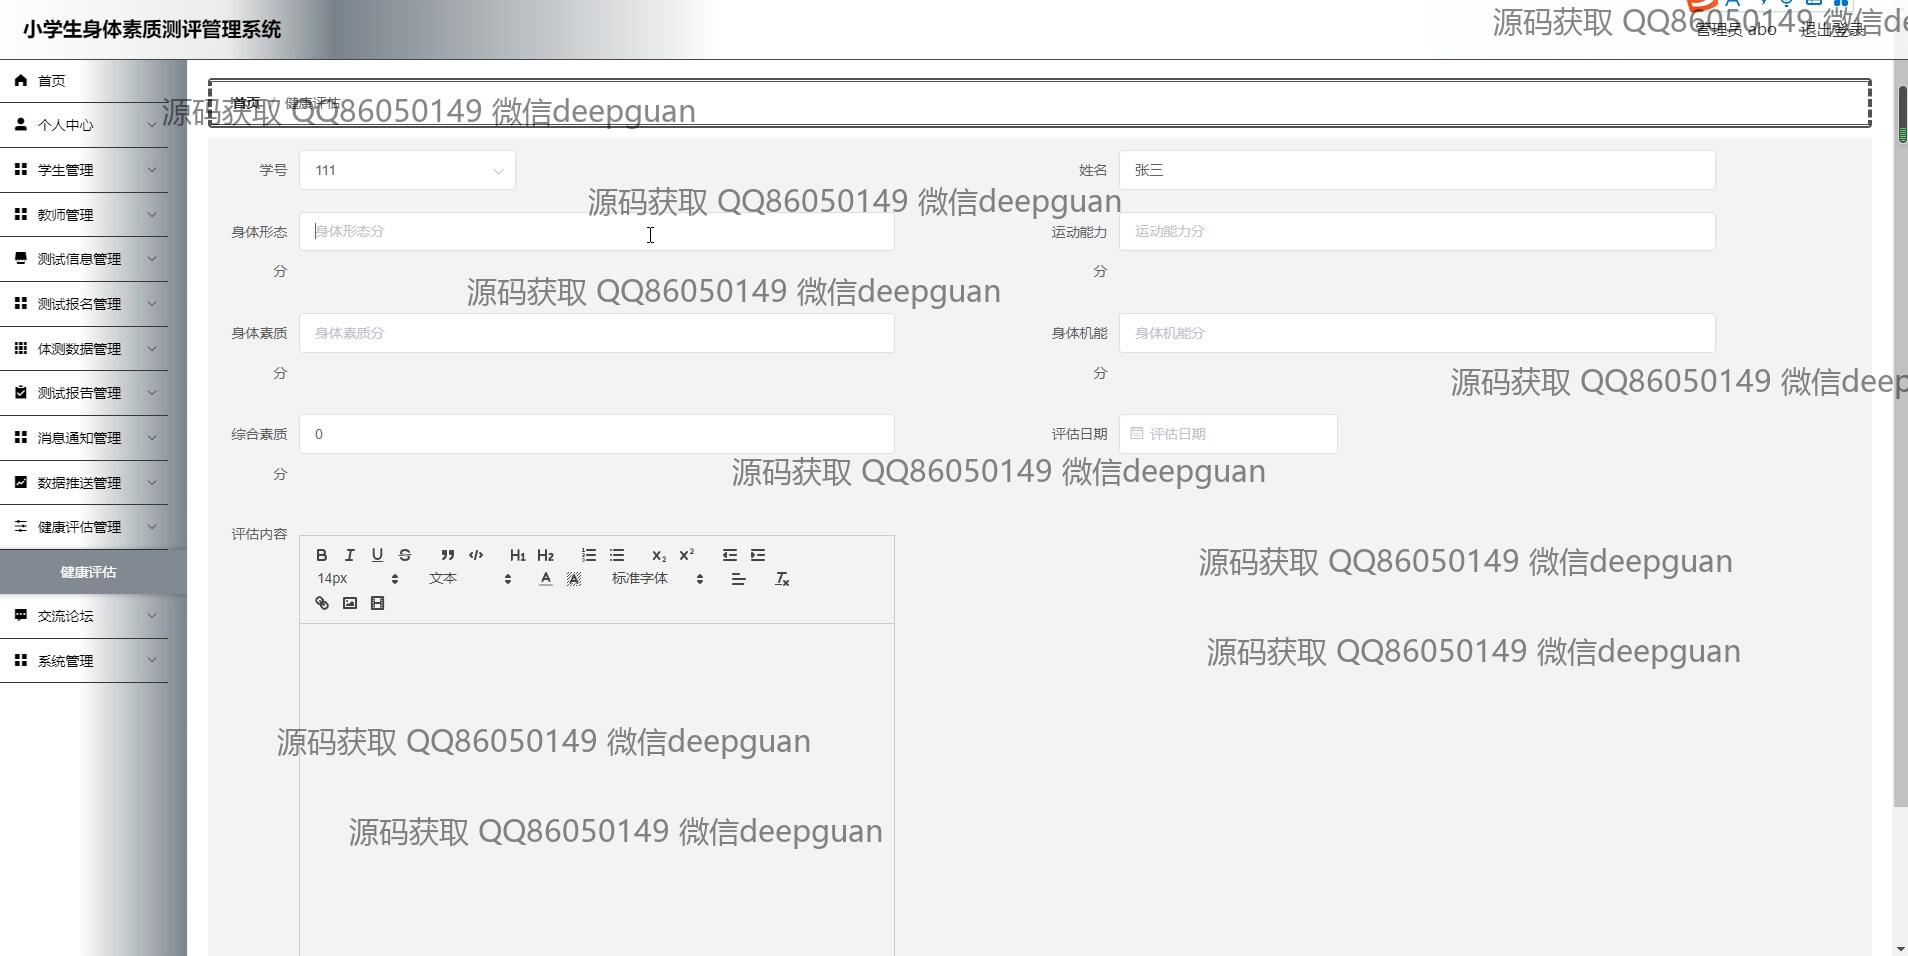 小学生身体素质测评管理系统
管理员 abo 退出登录
源码获取 QQ86050149 微信de
首页
首页 / 健康评估
源码获取 QQ86050149 微信deepguan
个人中心
学号 111
姓名 张三
学生管理
源码获取 QQ86050149 微信deepguan
教师管理
身体形态分 身体形态分
运动能力分 运动能力分
测试信息管理
源码获取 QQ86050149 微信deepguan
测试报名管理
身体素质分 身体素质分
身体机能分 身体机能分
体测数据管理
源码获取 QQ86050149 微信deep
测试报告管理
综合素质分 0
评估日期 评估日期
消息通知管理
源码获取 QQ86050149 微信deepguan
数据推送管理
健康评估管理
评估内容
B I U S H1 H2 X2 X2
源码获取 QQ86050149 微信deepguan
健康评估
14px 文本 A A 标准字体 Tx
交流论坛
源码获取 QQ86050149 微信deepguan
系统管理
源码获取 QQ86050149 微信deepguan
源码获取 QQ86050149 微信deepguan